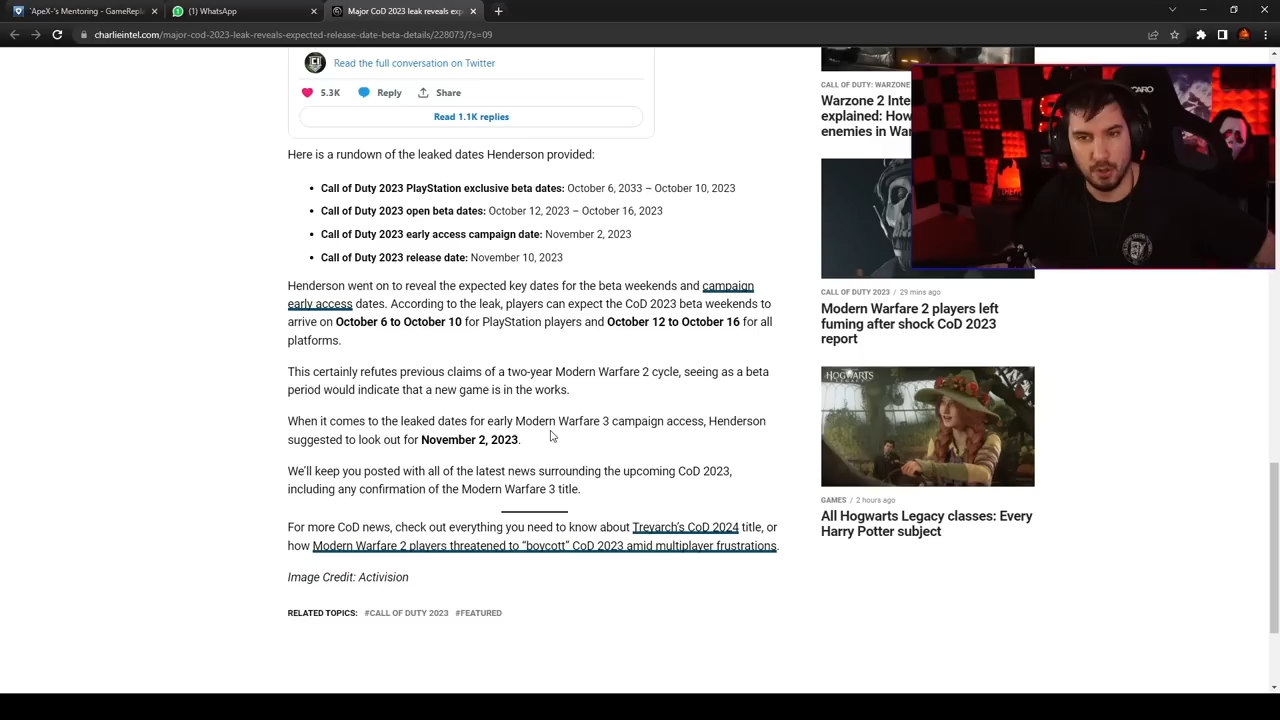 `ApeX-'s Mentoring - GameRepla
(1) WhatsApp
Major CoD 2023 leak reveals exp
charlieintel.com/major-cod-2023-leak-reveals-expected-release-date-beta-details/228073/?s=09
Read the full conversation on Twitter
5.3K Reply Share
Read 1.1K replies
Here is a rundown of the leaked dates Henderson provided:
Call of Duty 2023 PlayStation exclusive beta dates: October 6, 2033 – October 10, 2023
Call of Duty 2023 open beta dates: October 12, 2023 – October 16, 2023
Call of Duty 2023 early access campaign date: November 2, 2023
Call of Duty 2023 release date: November 10, 2023
Henderson went on to reveal the expected key dates for the beta weekends and campaign
early access dates. According to the leak, players can expect the CoD 2023 beta weekends to
arrive on October 6 to October 10 for PlayStation players and October 12 to October 16 for all
platforms.
This certainly refutes previous claims of a two-year Modern Warfare 2 cycle, seeing as a beta
period would indicate that a new game is in the works.
When it comes to the leaked dates for early Modern Warfare 3 campaign access, Henderson
suggested to look out for November 2, 2023.
We'll keep you posted with all of the latest news surrounding the upcoming CoD 2023,
including any confirmation of the Modern Warfare 3 title.
For more CoD news, check out everything you need to know about Treyarch's CoD 2024 title, or
how Modern Warfare 2 players threatened to "boycott" CoD 2023 amid multiplayer frustrations.
Image Credit: Activision
RELATED TOPICS: #CALL OF DUTY 2023 #FEATURED
CALL OF DUTY: WARZONE
Warzone 2 Inte
explained: How
enemies in War
CALL OF DUTY 2023 / 29 mins ago
Modern Warfare 2 players left
fuming after shock CoD 2023
report
HOGWARTS
GAMES / 2 hours ago
All Hogwarts Legacy classes: Every
Harry Potter subject